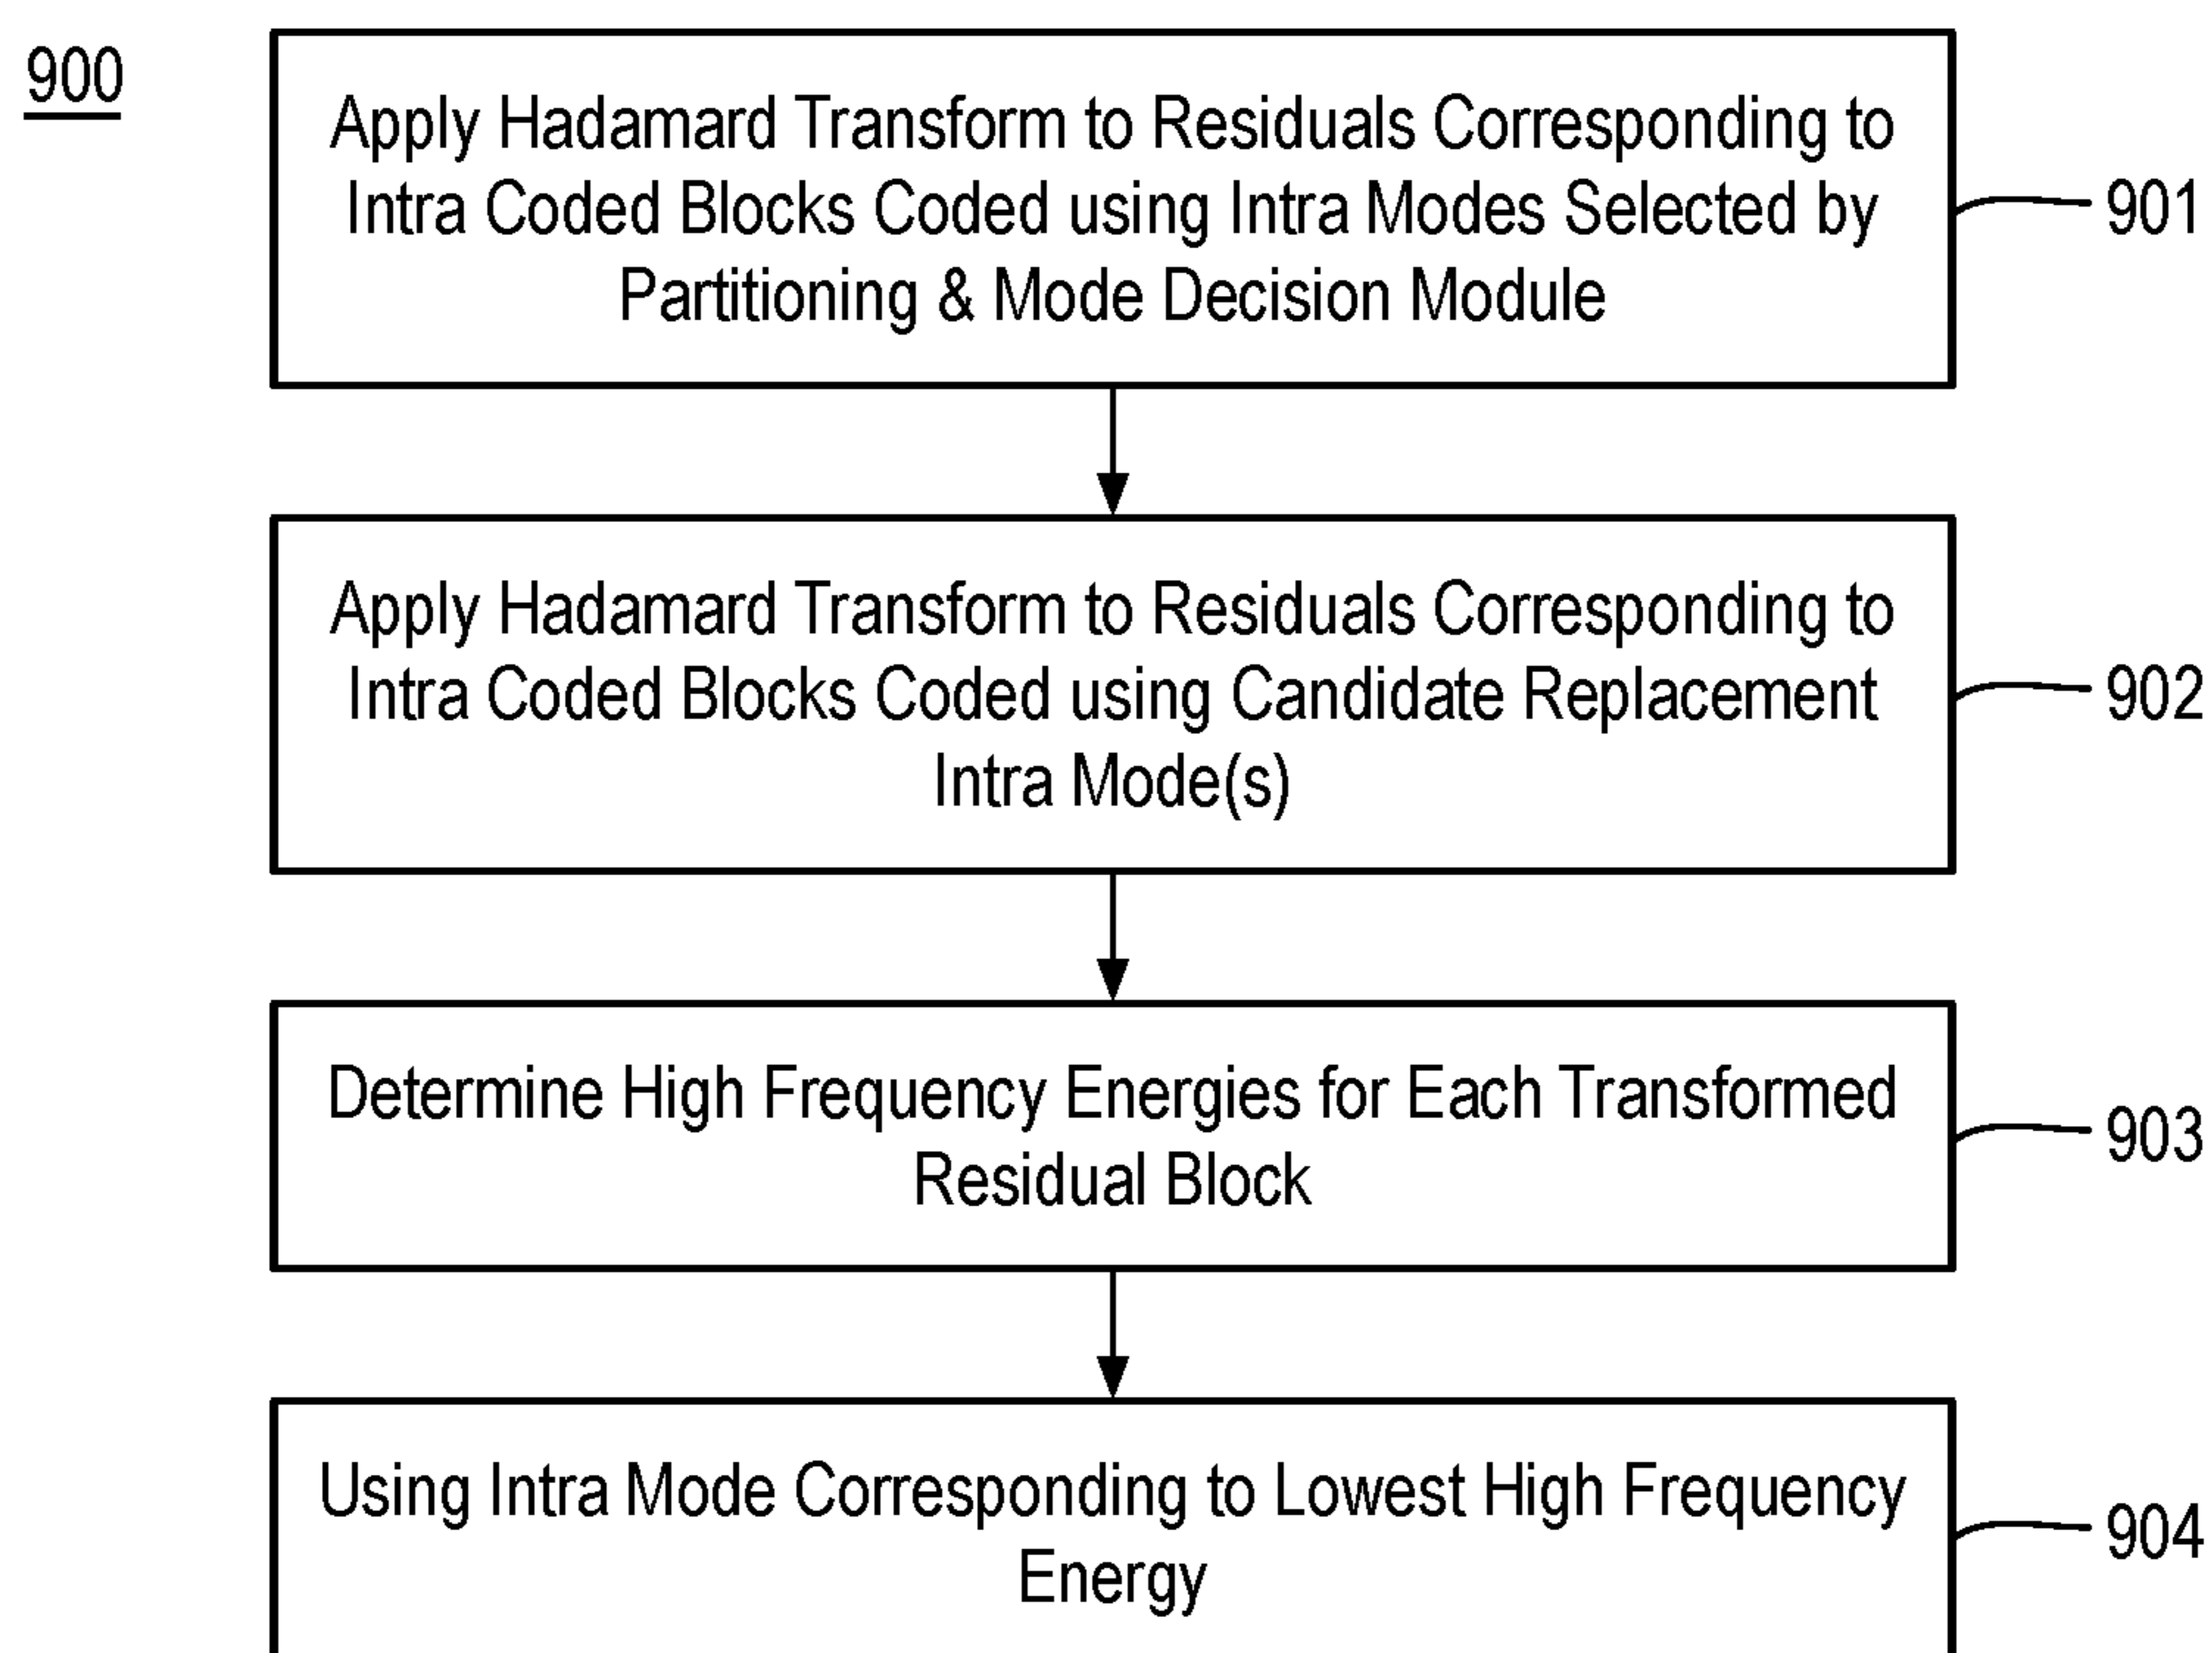 900
Apply Hadamard Transform to Residuals Corresponding to
Intra Coded Blocks Coded using Intra Modes Selected by
Partitioning & Mode Decision Module
901
Apply Hadamard Transform to Residuals Corresponding to
Intra Coded Blocks Coded using Candidate Replacement
Intra Mode(s)
902
Determine High Frequency Energies for Each Transformed
Residual Block
903
Using Intra Mode Corresponding to Lowest High Frequency
Energy
904